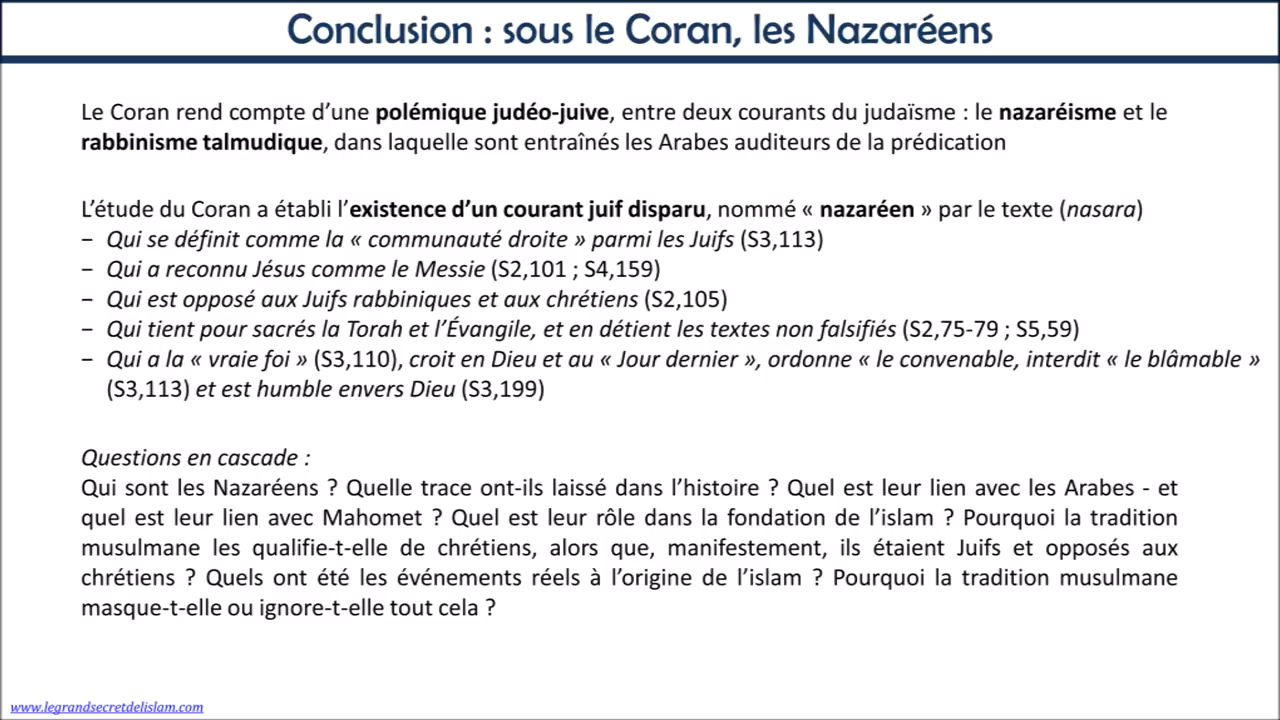 Conclusion : sous le Coran, les Nazaréens
Le Coran rend compte d’une polémique judéo-juive, entre deux courants du judaïsme : le nazaréisme et le
rabbinisme talmudique, dans laquelle sont entraînés les Arabes auditeurs de la prédication
L’étude du Coran a établi l’existence d’un courant juif disparu, nommé « nazaréen » par le texte (nasara)
− Qui se définit comme la « communauté droite » parmi les Juifs (S3,113)
− Qui a reconnu Jésus comme le Messie (S2,101 ; S4,159)
− Qui est opposé aux Juifs rabbiniques et aux chrétiens (S2,105)
− Qui tient pour sacrés la Torah et l’Évangile, et en détient les textes non falsifiés (S2,75-79 ; S5,59)
− Qui a la « vraie foi » (S3,110), croit en Dieu et au « Jour dernier », ordonne « le convenable, interdit « le blâmable »
(S3,113) et est humble envers Dieu (S3,199)
Questions en cascade :
Qui sont les Nazaréens ? Quelle trace ont-ils laissé dans l’histoire ? Quel est leur lien avec les Arabes - et
quel est leur lien avec Mahomet ? Quel est leur rôle dans la fondation de l’islam ? Pourquoi la tradition
musulmane les qualifie-t-elle de chrétiens, alors que, manifestement, ils étaient Juifs et opposés aux
chrétiens ? Quels ont été les événements réels à l’origine de l’islam ? Pourquoi la tradition musulmane
masque-t-elle ou ignore-t-elle tout cela ?
www.legrandsecretdelislam.com